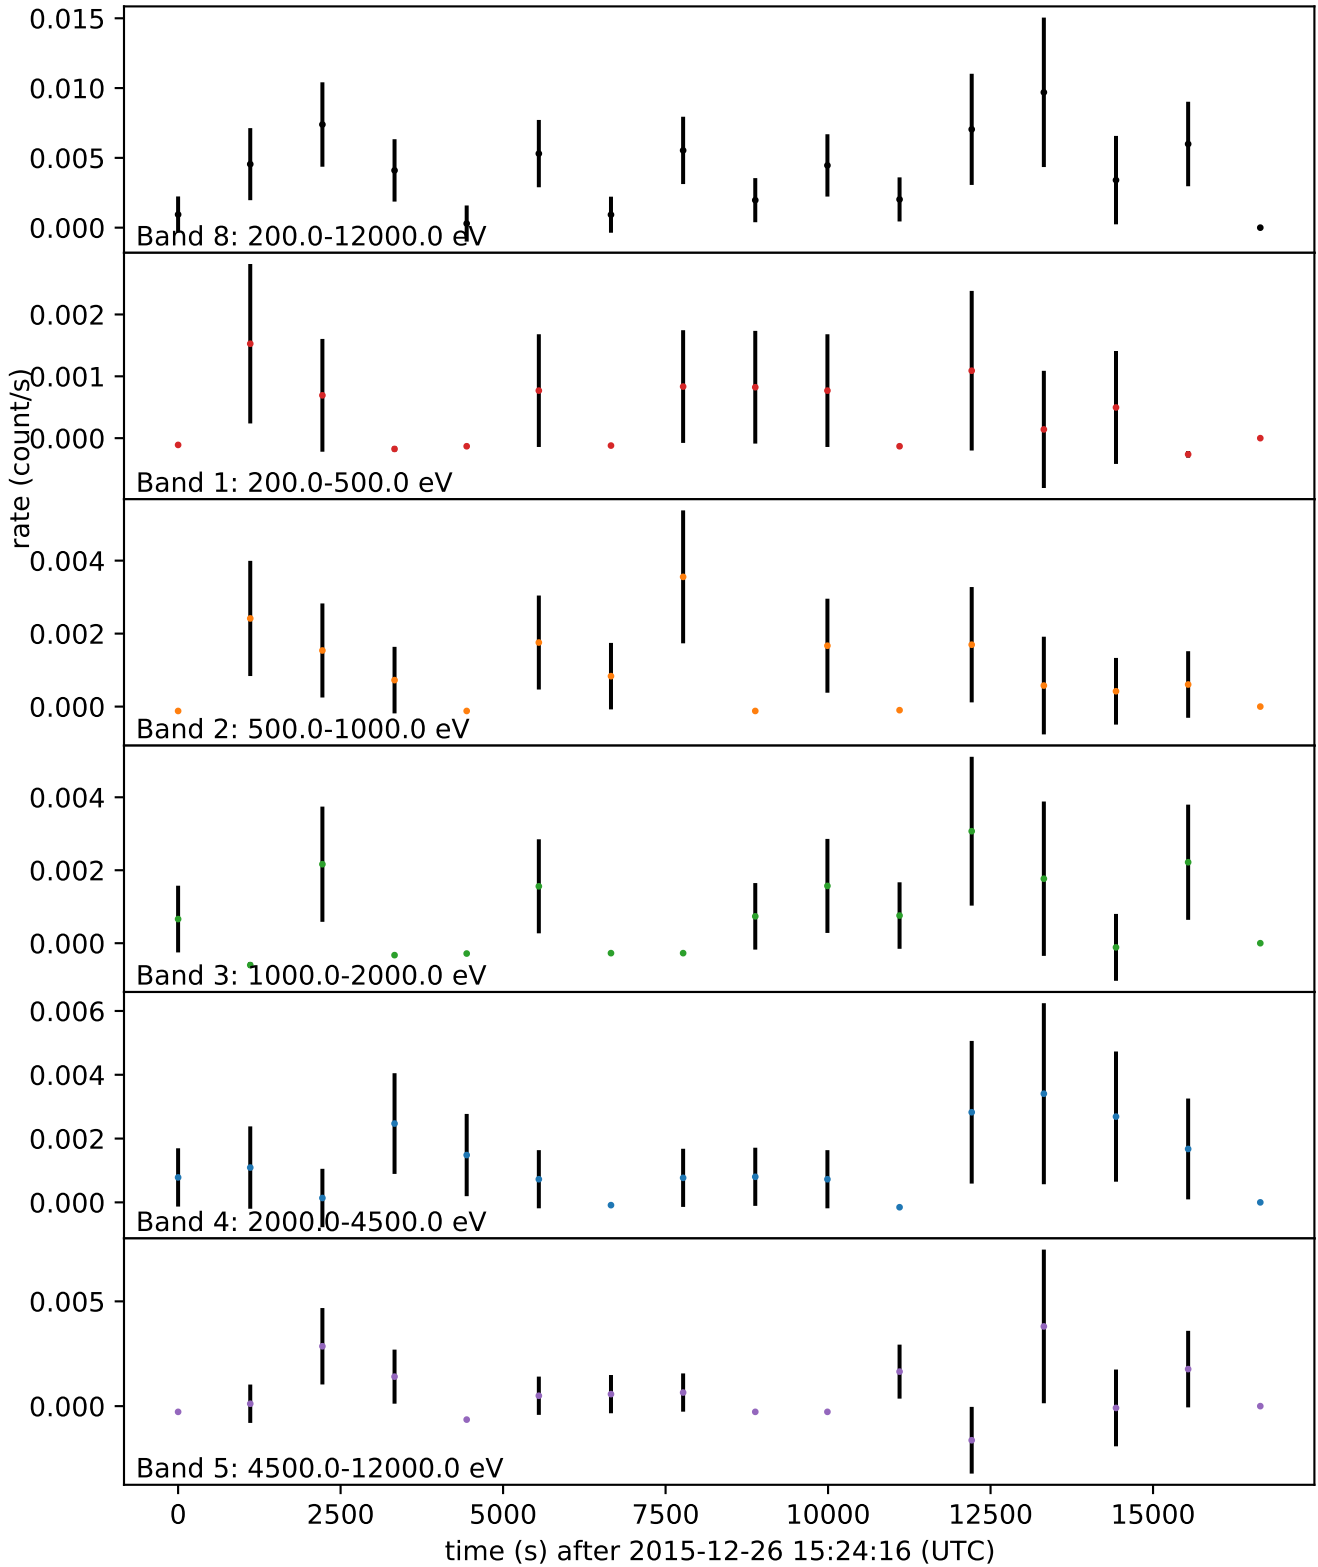 0.015
0.010
0.005
0.000
Band 8: 200.0-12000.0 eV
0.002
0.001
0.000
Band 1: 200.0-500.0 eV
rate (count/s)
0.004
0.002
0.000
Band 2: 500.0-1000.0 eV
0.004
0.002
0.000
Band 3: 1000.0-2000.0 eV
0.006
0.004
0.002
0.000
Band 4: 2000.0-4500.0 eV
0.005
0.000
Band 5: 4500.0-12000.0 eV
0 2500 5000 7500 10000 12500 15000
time (s) after 2015-12-26 15:24:16 (UTC)